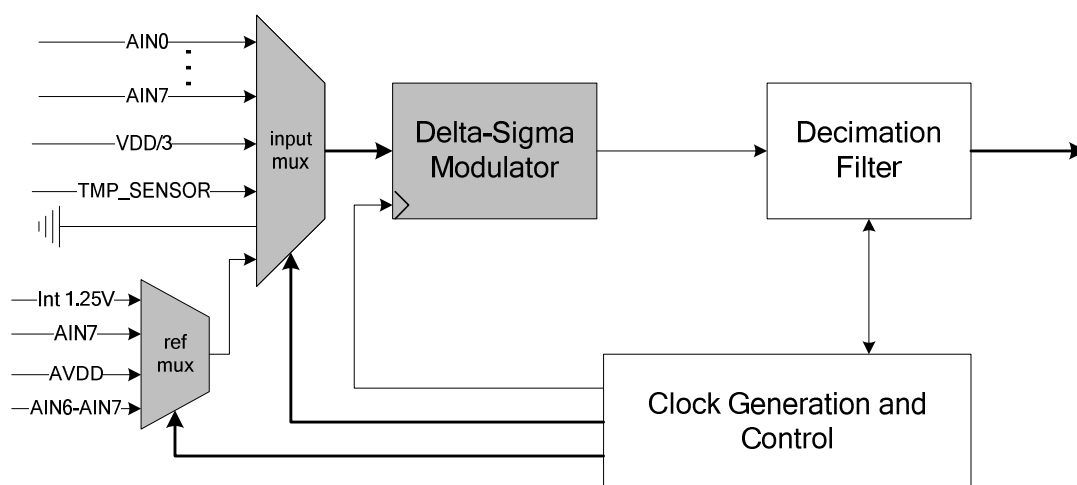 AIN0
AIN7
VDD/3
TMP_SENSOR
input
mux
Delta-Sigma
Modulator
Decimation
Filter
Int 1.25V
AIN7
AVDD
AIN6-AIN7
ref
mux
Clock Generation and
Control